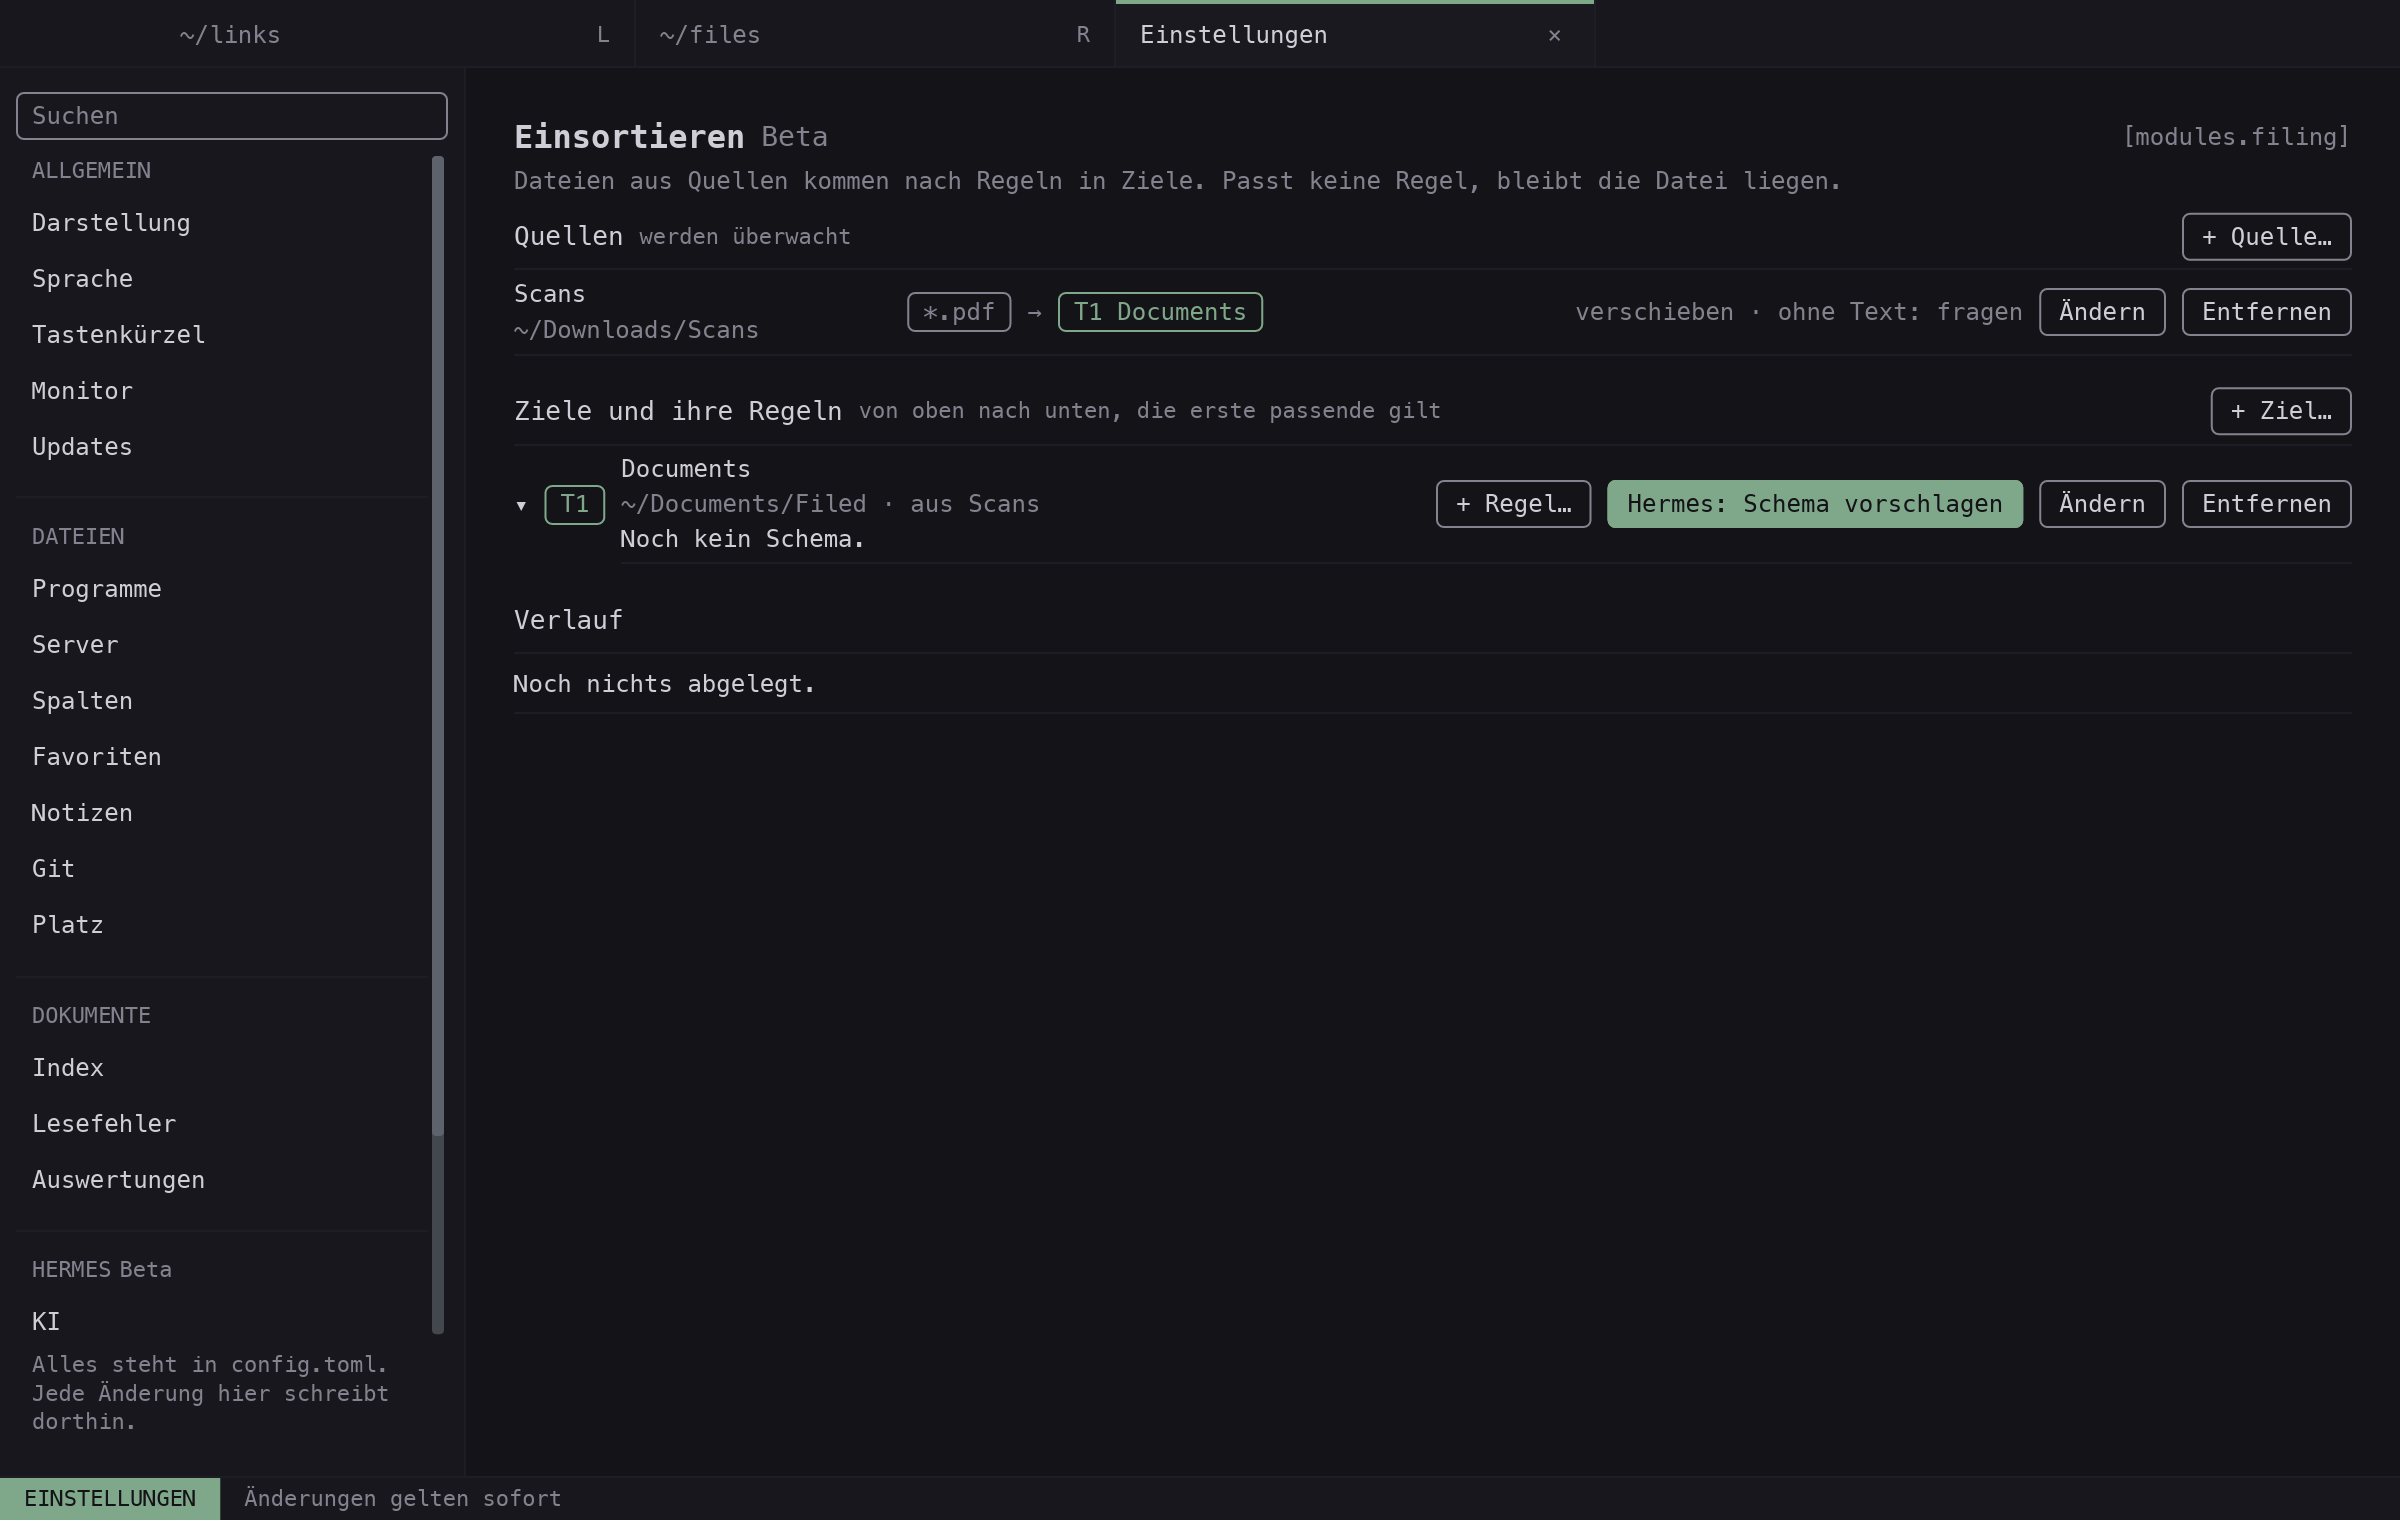 ~/links L ~/files R Einstellungen ×
Suchen
ALLGEMEIN
Darstellung
Sprache
Tastenkürzel
Monitor
Updates
DATEIEN
Programme
Server
Spalten
Favoriten
Notizen
Git
Platz
DOKUMENTE
Index
Lesefehler
Auswertungen
HERMES Beta
KI
Alles steht in config.toml.
Jede Änderung hier schreibt
dorthin.
Einsortieren Beta [modules.filing]
Dateien aus Quellen kommen nach Regeln in Ziele. Passt keine Regel, bleibt die Datei liegen.
Quellen werden überwacht + Quelle…
Scans
~/Downloads/Scans
*.pdf → T1 Documents verschieben · ohne Text: fragen Ändern Entfernen
Ziele und ihre Regeln von oben nach unten, die erste passende gilt + Ziel…
▾ T1 Documents
~/Documents/Filed · aus Scans
Noch kein Schema.
+ Regel… Hermes: Schema vorschlagen Ändern Entfernen
Verlauf
Noch nichts abgelegt.
EINSTELLUNGEN Änderungen gelten sofort